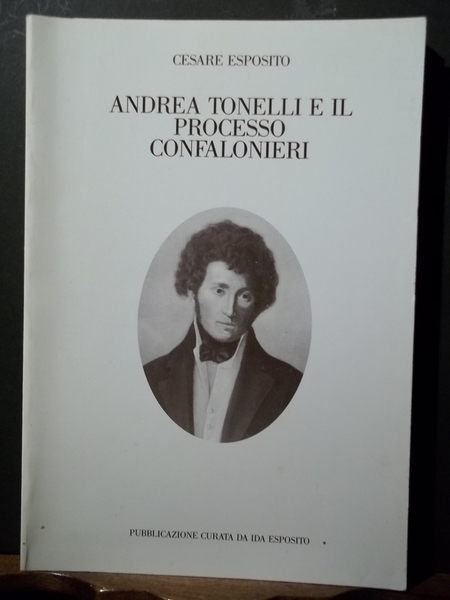 CESARE ESPOSITO
ANDREA TONELLI E IL
PROCESSO
CONFALONIERI
PUBBLICAZIONE CURATA DA IDA ESPOSITO